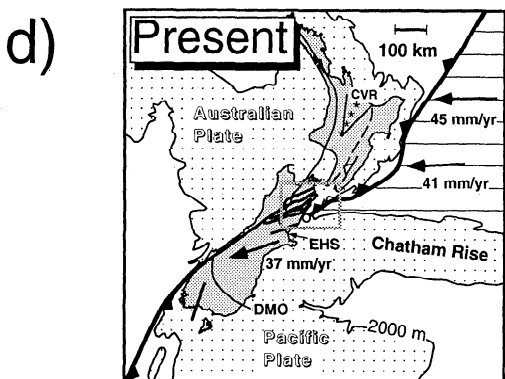 d)
Present
100 km
CVR
Australian
Plate
45 mm/yr
41 mm/yr
EHS
Chatham Rise
37 mm/yr
DMO
2000 m
Pacific
Plate